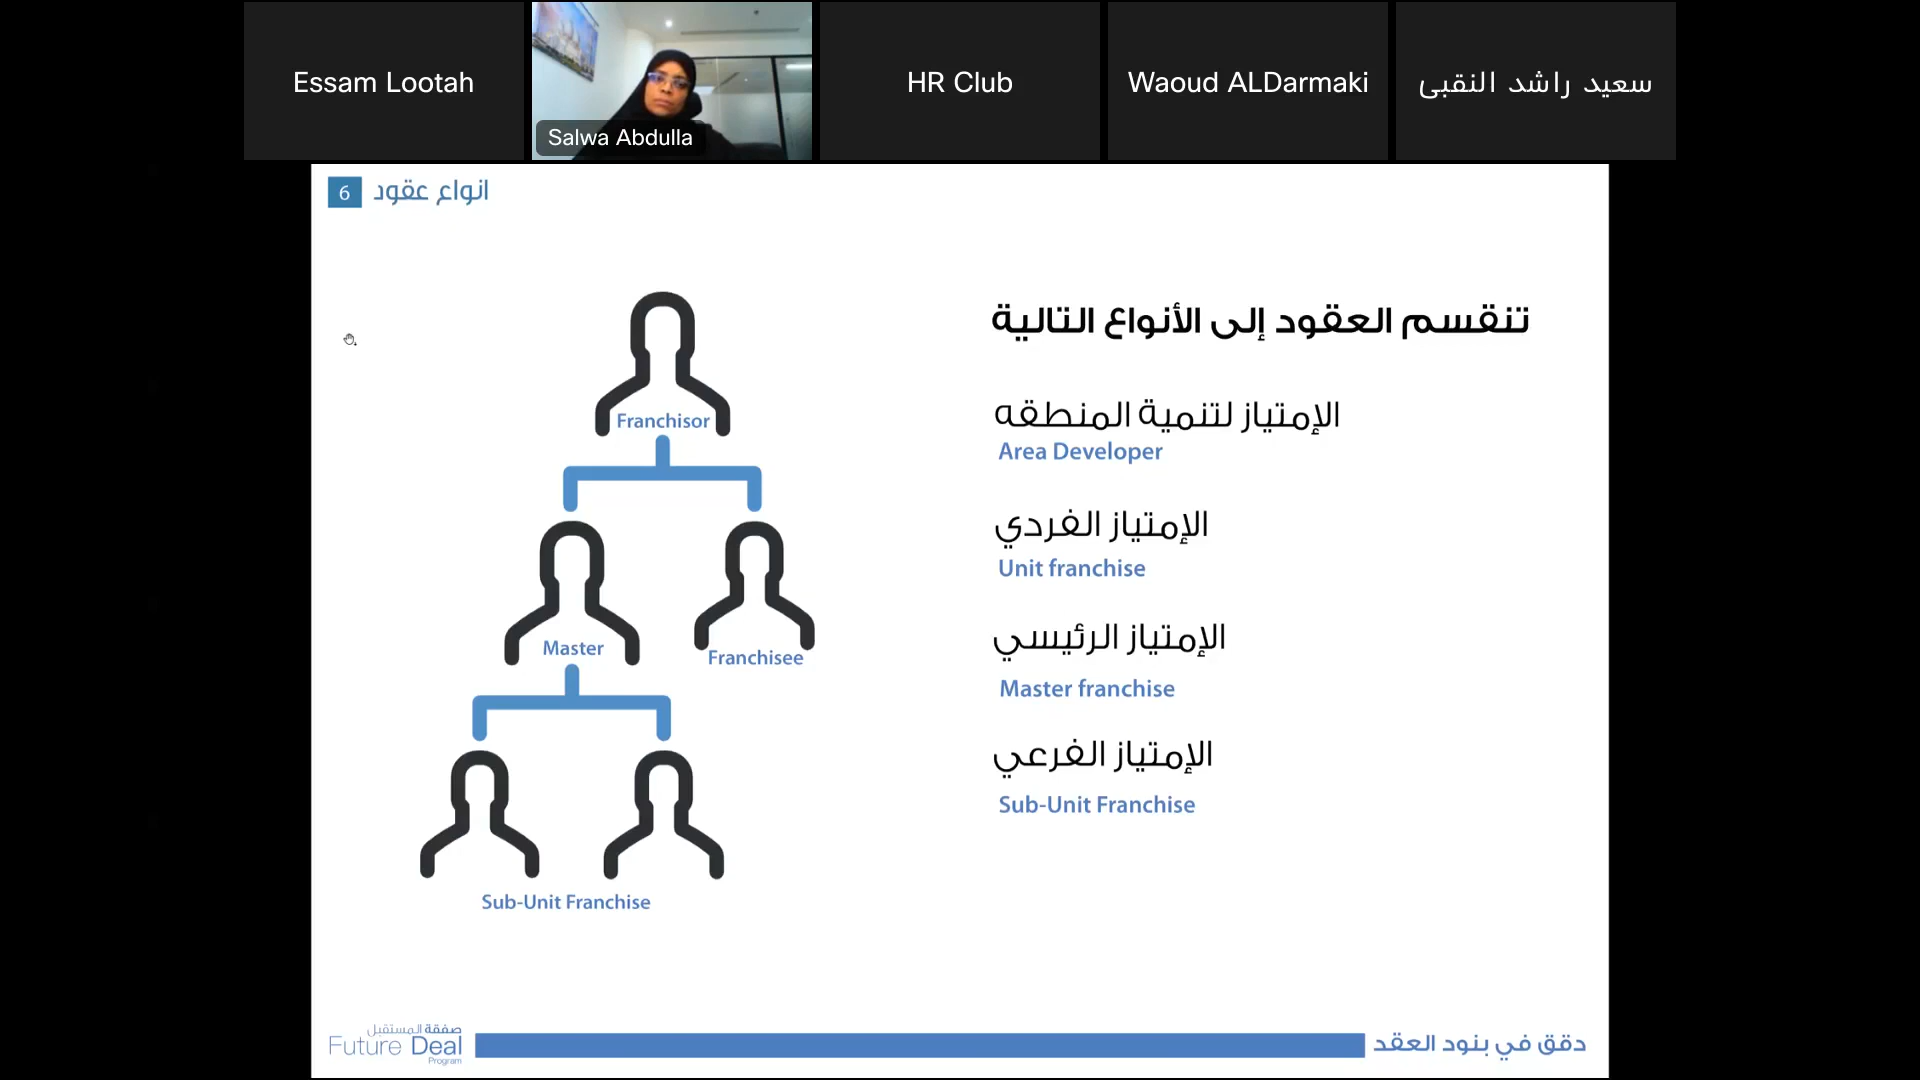 Essam Lootah
Salwa Abdulla
HR Club
Waoud ALDarmaki
سعيد راشد النقبى
6 انواع عقود
تنقسم العقود إلى الأنواع التالية
الإمتياز لتنمية المنطقه
Area Developer
الإمتياز الفردي
Unit franchise
الإمتياز الرئيسي
Master franchise
الإمتياز الفرعي
Sub-Unit Franchise
Franchisor
Master
Franchisee
Sub-Unit Franchise
صفقة المستقبل
Future Deal
Program
دقق في بنود العقد